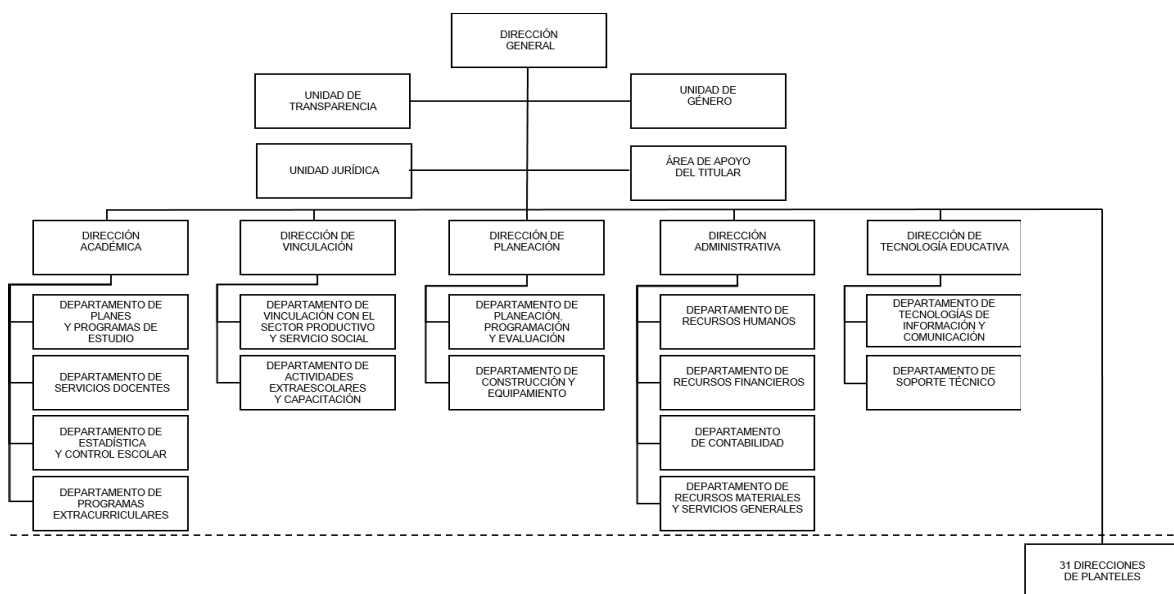 DIRECCIÓN
GENERAL
UNIDAD DE
TRANSPARENCIA
UNIDAD DE
GÉNERO
UNIDAD JURÍDICA
ÁREA DE APOYO
DEL TITULAR
DIRECCIÓN
ACADÉMICA
DIRECCIÓN DE
VINCULACIÓN
DIRECCIÓN DE
PLANEACIÓN
DIRECCIÓN
ADMINISTRATIVA
DIRECCIÓN DE
TECNOLOGÍA EDUCATIVA
DEPARTAMENTO DE
PLANES
Y PROGRAMAS DE
ESTUDIO
DEPARTAMENTO DE
VINCULACIÓN CON EL
SECTOR PRODUCTIVO
Y SERVICIO SOCIAL
DEPARTAMENTO DE
PLANEACIÓN,
PROGRAMACIÓN
Y EVALUACIÓN
DEPARTAMENTO DE
RECURSOS HUMANOS
DEPARTAMENTO DE
TECNOLOGÍAS DE
INFORMACIÓN Y
COMUNICACIÓN
DEPARTAMENTO DE
SERVICIOS DOCENTES
DEPARTAMENTO DE
ACTIVIDADES
EXTRAESCOLARES
Y CAPACITACIÓN
DEPARTAMENTO DE
CONSTRUCCIÓN Y
EQUIPAMIENTO
DEPARTAMENTO DE
RECURSOS FINANCIEROS
DEPARTAMENTO DE
SOPORTE TÉCNICO
DEPARTAMENTO DE
ESTADÍSTICA
Y CONTROL ESCOLAR
DEPARTAMENTO
DE CONTABILIDAD
DEPARTAMENTO DE
PROGRAMAS
EXTRACURRICULARES
DEPARTAMENTO DE
RECURSOS MATERIALES
Y SERVICIOS GENERALES
31 DIRECCIONES
DE PLANTELES